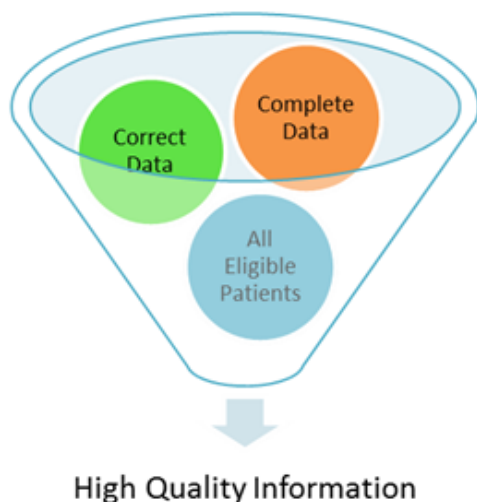 Complete
Data
Correct
Data
All
Eligible
Patients
High Quality Information